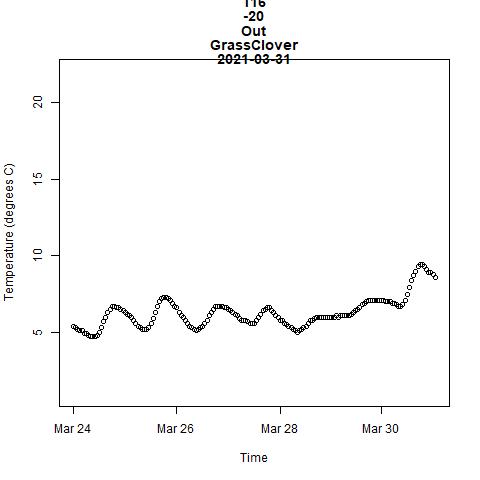 T16
-20
Out
GrassClover
2021-03-31
20
15
10
5
Temperature (degrees C)
Mar 24
Mar 26
Mar 28
Mar 30
Time